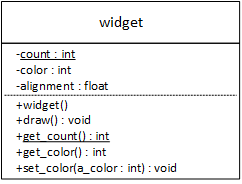 widget
-count : int
-color : int
-alignment : float
+widget()
+draw() : void
+get_count() : int
+get_color() : int
+set_color(a_color : int) : void